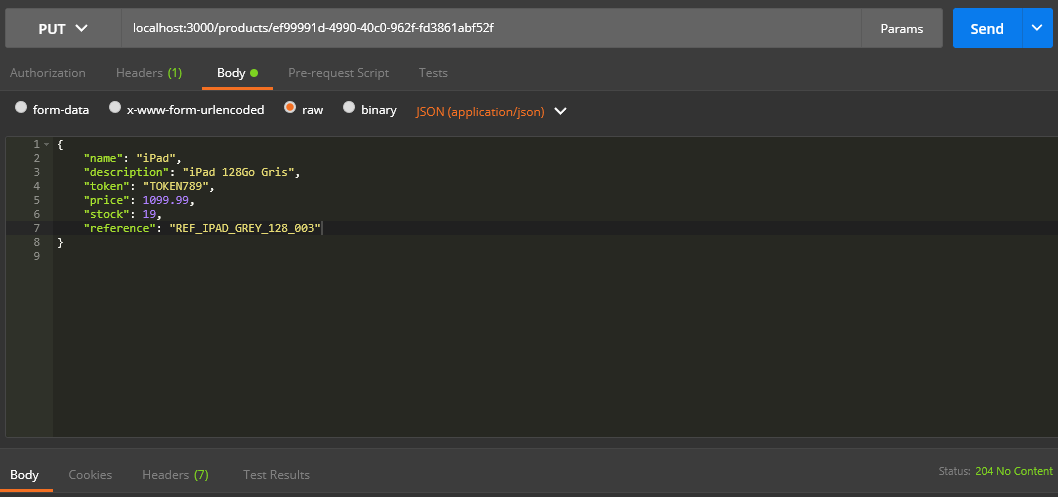 PUT localhost:3000/products/ef99991d-4990-40c0-962f-fd3861abf52f Params Send
Authorization Headers (1) Body Pre-request Script Tests
form-data x-www-form-urlencoded raw binary JSON (application/json)
1 {
2 "name": "iPad",
3 "description": "iPad 128Go Gris",
4 "token": "TOKEN789",
5 "price": 1099.99,
6 "stock": 19,
7 "reference": "REF_IPAD_GREY_128_003"
8 }
9
Body Cookies Headers (7) Test Results Status: 204 No Content